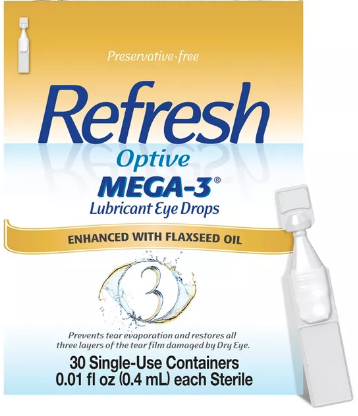 Preservative-free
Refresh
Optive
MEGA-3®
Lubricant Eye Drops
ENHANCED WITH FLAXSEED OIL
3
Prevents tear evaporation and restores all
three layers of the tear film damaged by Dry Eye.
30 Single-Use Containers
0.01 fl oz (0.4 mL) each Sterile